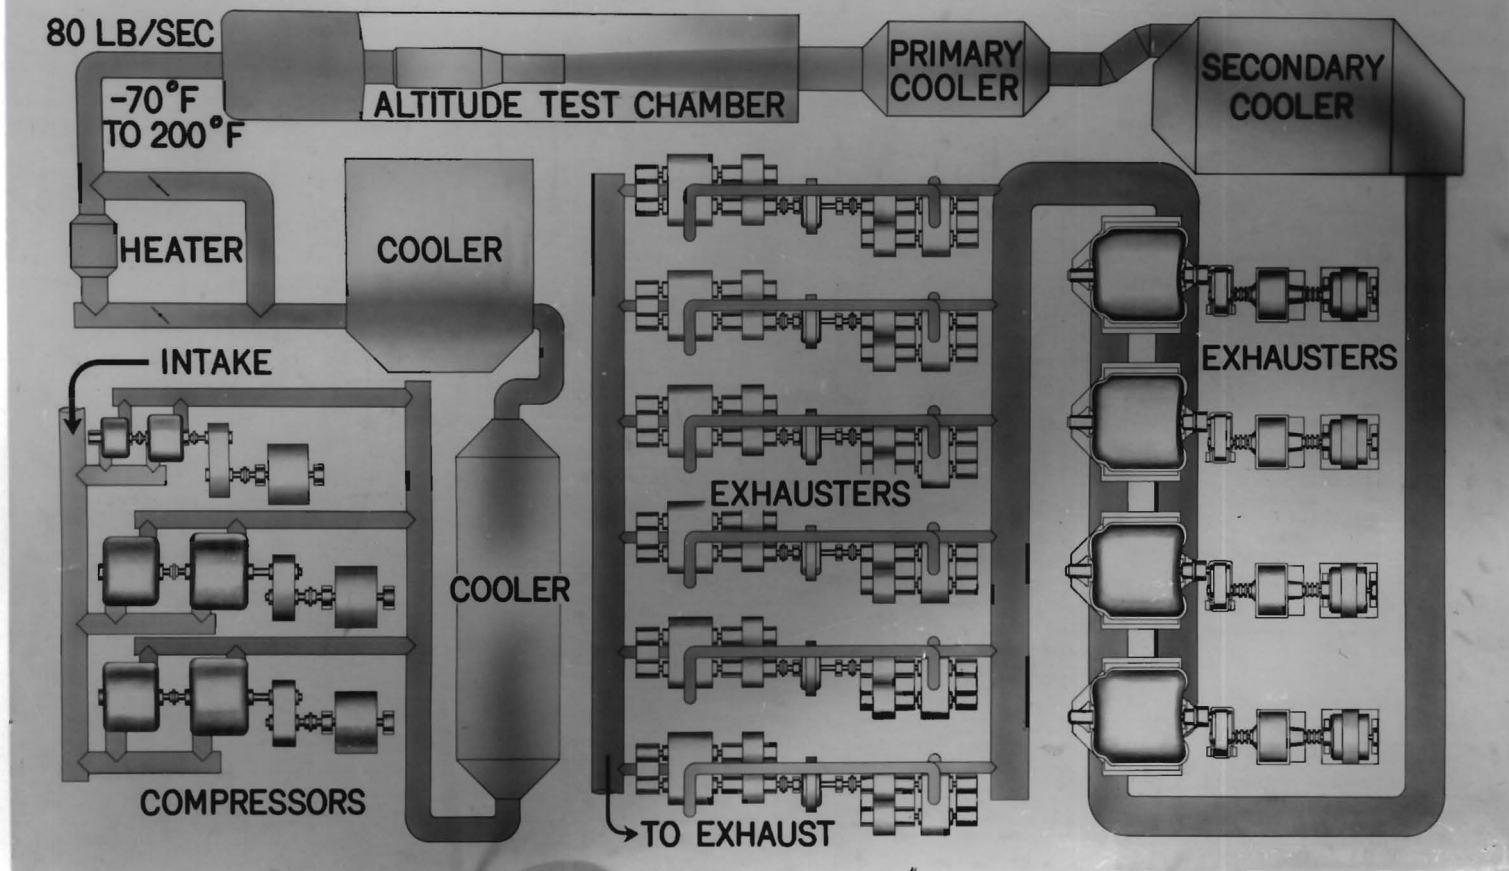 80 LB/SEC
-70°F
TO 200°F
ALTITUDE TEST CHAMBER
PRIMARY
COOLER
SECONDARY
COOLER
HEATER
COOLER
INTAKE
EXHAUSTERS
EXHAUSTERS
COOLER
COMPRESSORS
TO EXHAUST